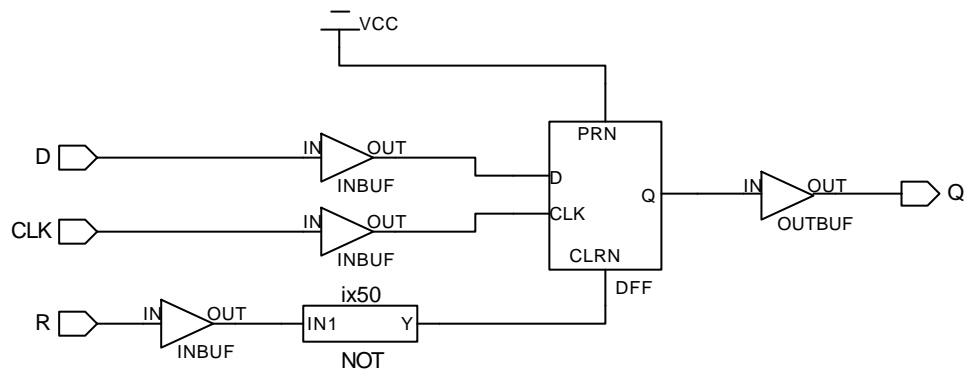 VCC
PRN
D
IN
OUT
INBUF
D
Q
IN
OUT
OUTBUF
Q
CLK
IN
OUT
INBUF
CLK
CLRN
DFF
R
IN
OUT
INBUF
ix50
IN1
Y
NOT